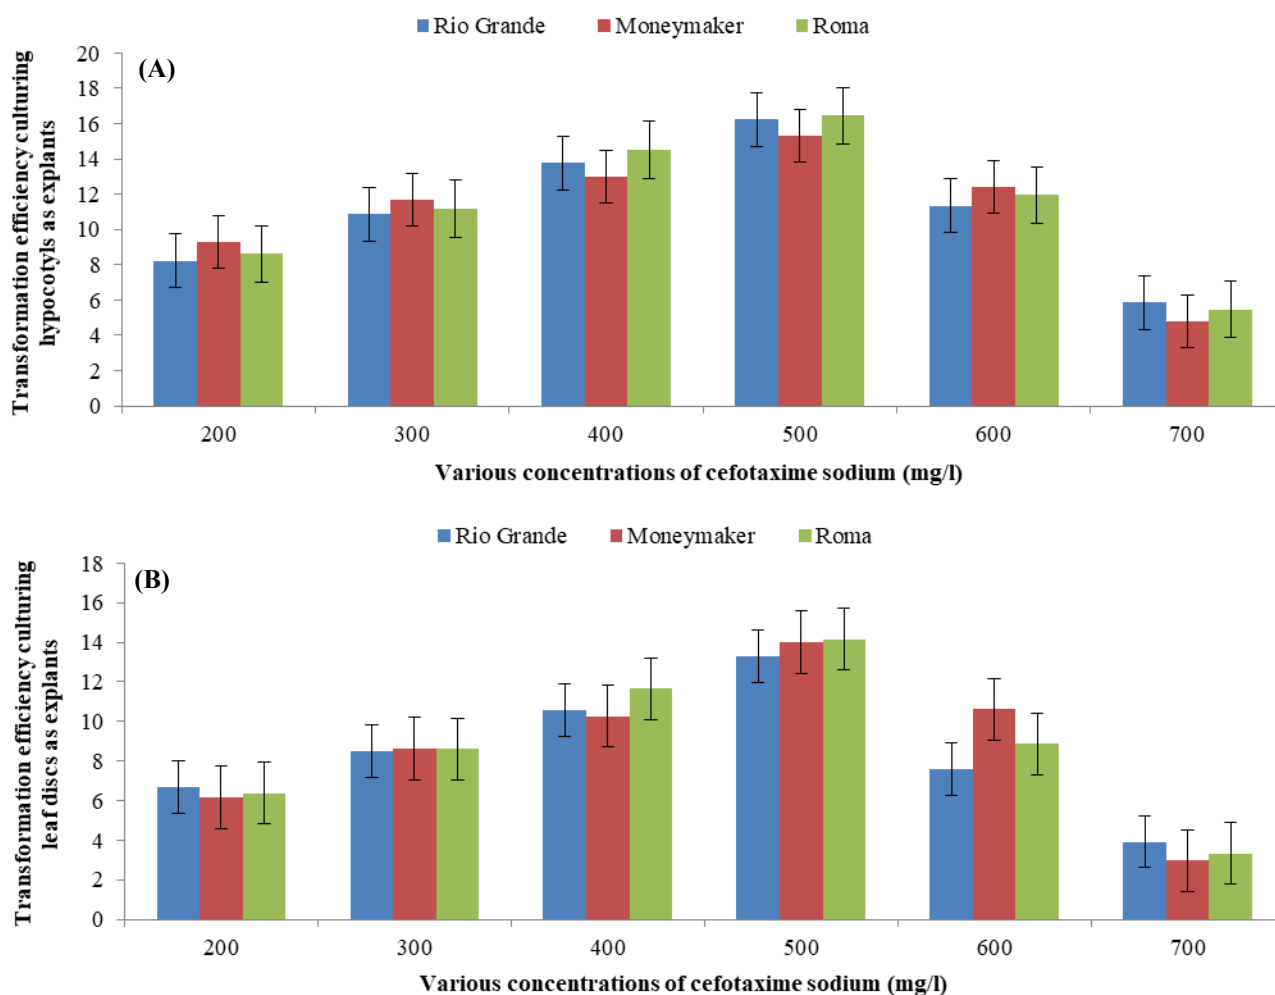 Rio Grande Moneymaker Roma
(A)
Transformation efficiency culturing
hypocotyls as explants
20
18
16
14
12
10
8
6
4
2
0
200 300 400 500 600 700
Various concentrations of cefotaxime sodium (mg/l)
Rio Grande Moneymaker Roma
(B)
Transformation efficiency culturing
leaf discs as explants
18
16
14
12
10
8
6
4
2
0
200 300 400 500 600 700
Various concentrations of cefotaxime sodium (mg/l)